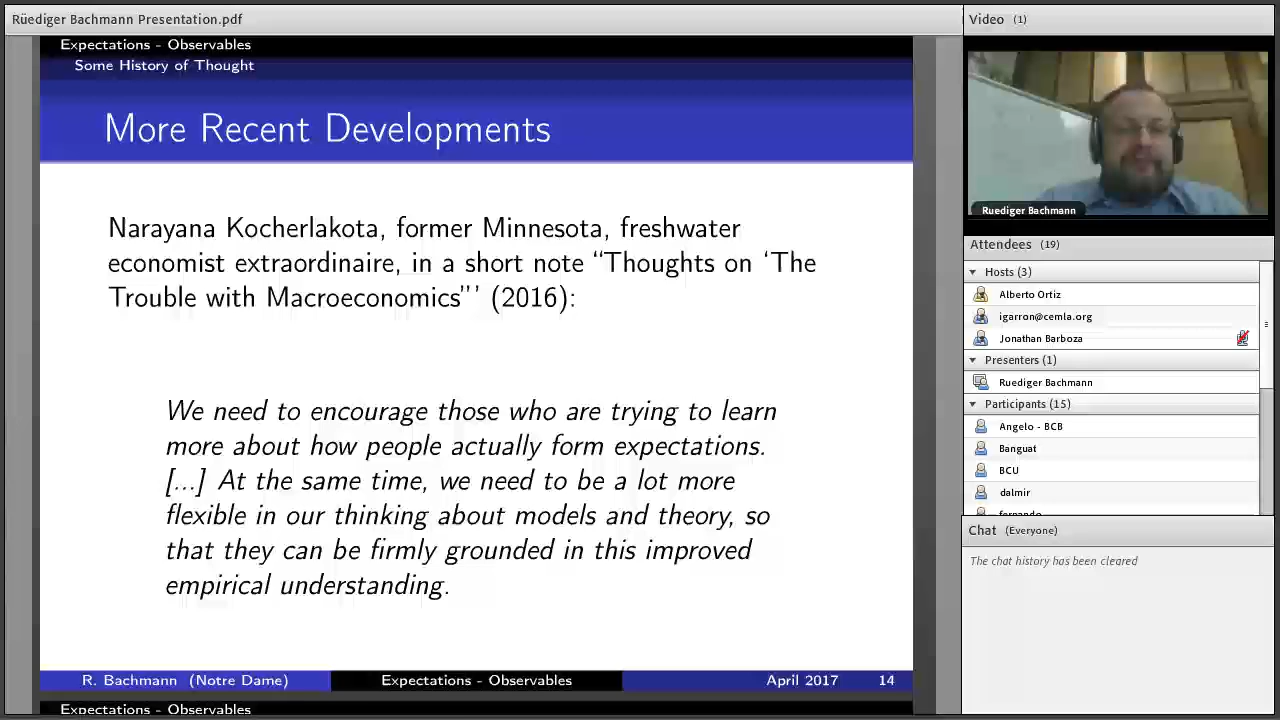 Rüediger Bachmann Presentation.pdf
Expectations - Observables
Some History of Thought
More Recent Developments
Narayana Kocherlakota, former Minnesota, freshwater
economist extraordinaire, in a short note “Thoughts on ‘The
Trouble with Macroeconomics”’ (2016):
We need to encourage those who are trying to learn
more about how people actually form expectations.
[...] At the same time, we need to be a lot more
flexible in our thinking about models and theory, so
that they can be firmly grounded in this improved
empirical understanding.
R. Bachmann (Notre Dame)
Expectations - Observables
April 2017
14
Expectations - Observables
Video (1)
Ruediger Bachmann
Attendees (19)
Hosts (3)
Alberto Ortiz
igarron@cemla.org
Jonathan Barboza
Presenters (1)
Ruediger Bachmann
Participants (15)
Angelo - BCB
Banguat
BCU
dalmir
fernando
Chat (Everyone)
The chat history has been cleared